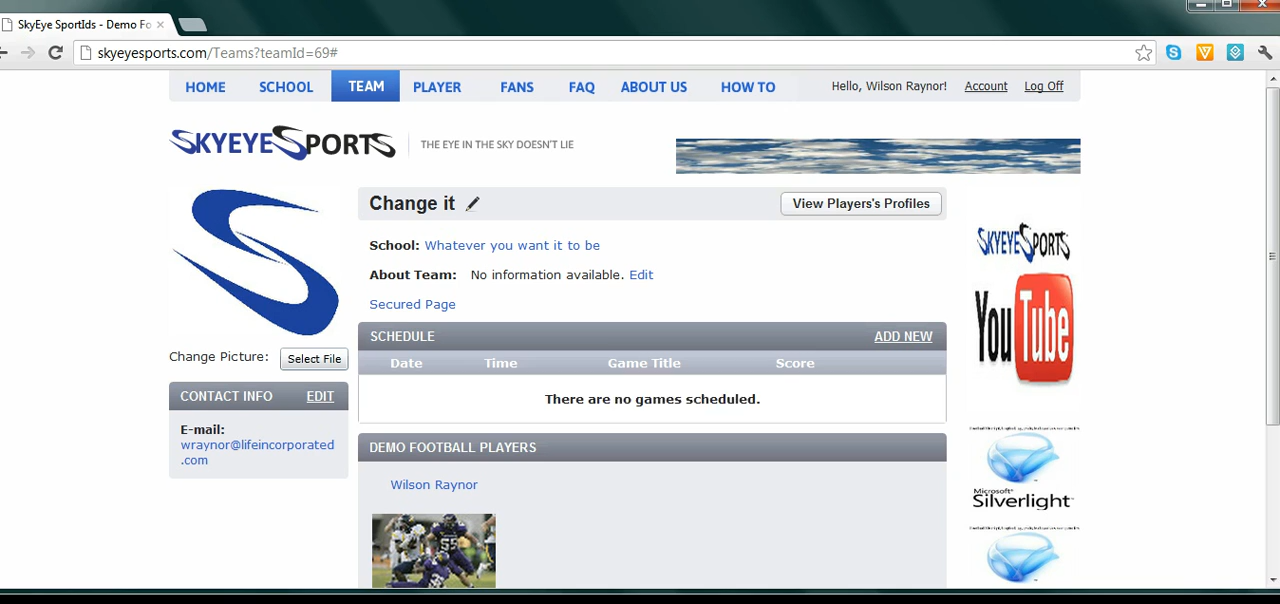 SkyEye SportIds - Demo Fo
skyeyesports.com/Teams?teamId=69#
HOME SCHOOL TEAM PLAYER FANS FAQ ABOUT US HOW TO Hello, Wilson Raynor! Account Log Off
SKYEYESPORTS THE EYE IN THE SKY DOESN'T LIE
Change it View Players's Profiles
School: Whatever you want it to be
About Team: No information available. Edit
Secured Page
SCHEDULE ADD NEW
Date Time Game Title Score
There are no games scheduled.
DEMO FOOTBALL PLAYERS
Wilson Raynor
Change Picture: Select File
CONTACT INFO EDIT
E-mail:
wraynor@lifeincorporated
.com
SKYEYESPORTS
YouTube
Microsoft®
Silverlight™